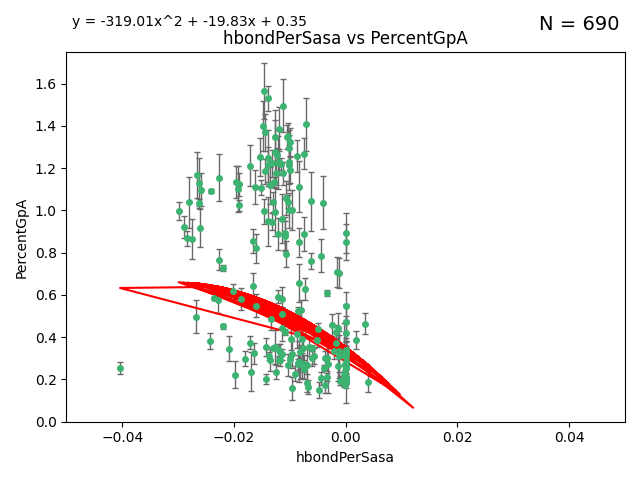 y = -319.01x^2 + -19.83x + 0.35
N = 690
hbondPerSasa vs PercentGpA
PercentGpA
1.6
1.4
1.2
1.0
0.8
0.6
0.4
0.2
0.0
−0.04 −0.02 0.00 0.02 0.04
hbondPerSasa